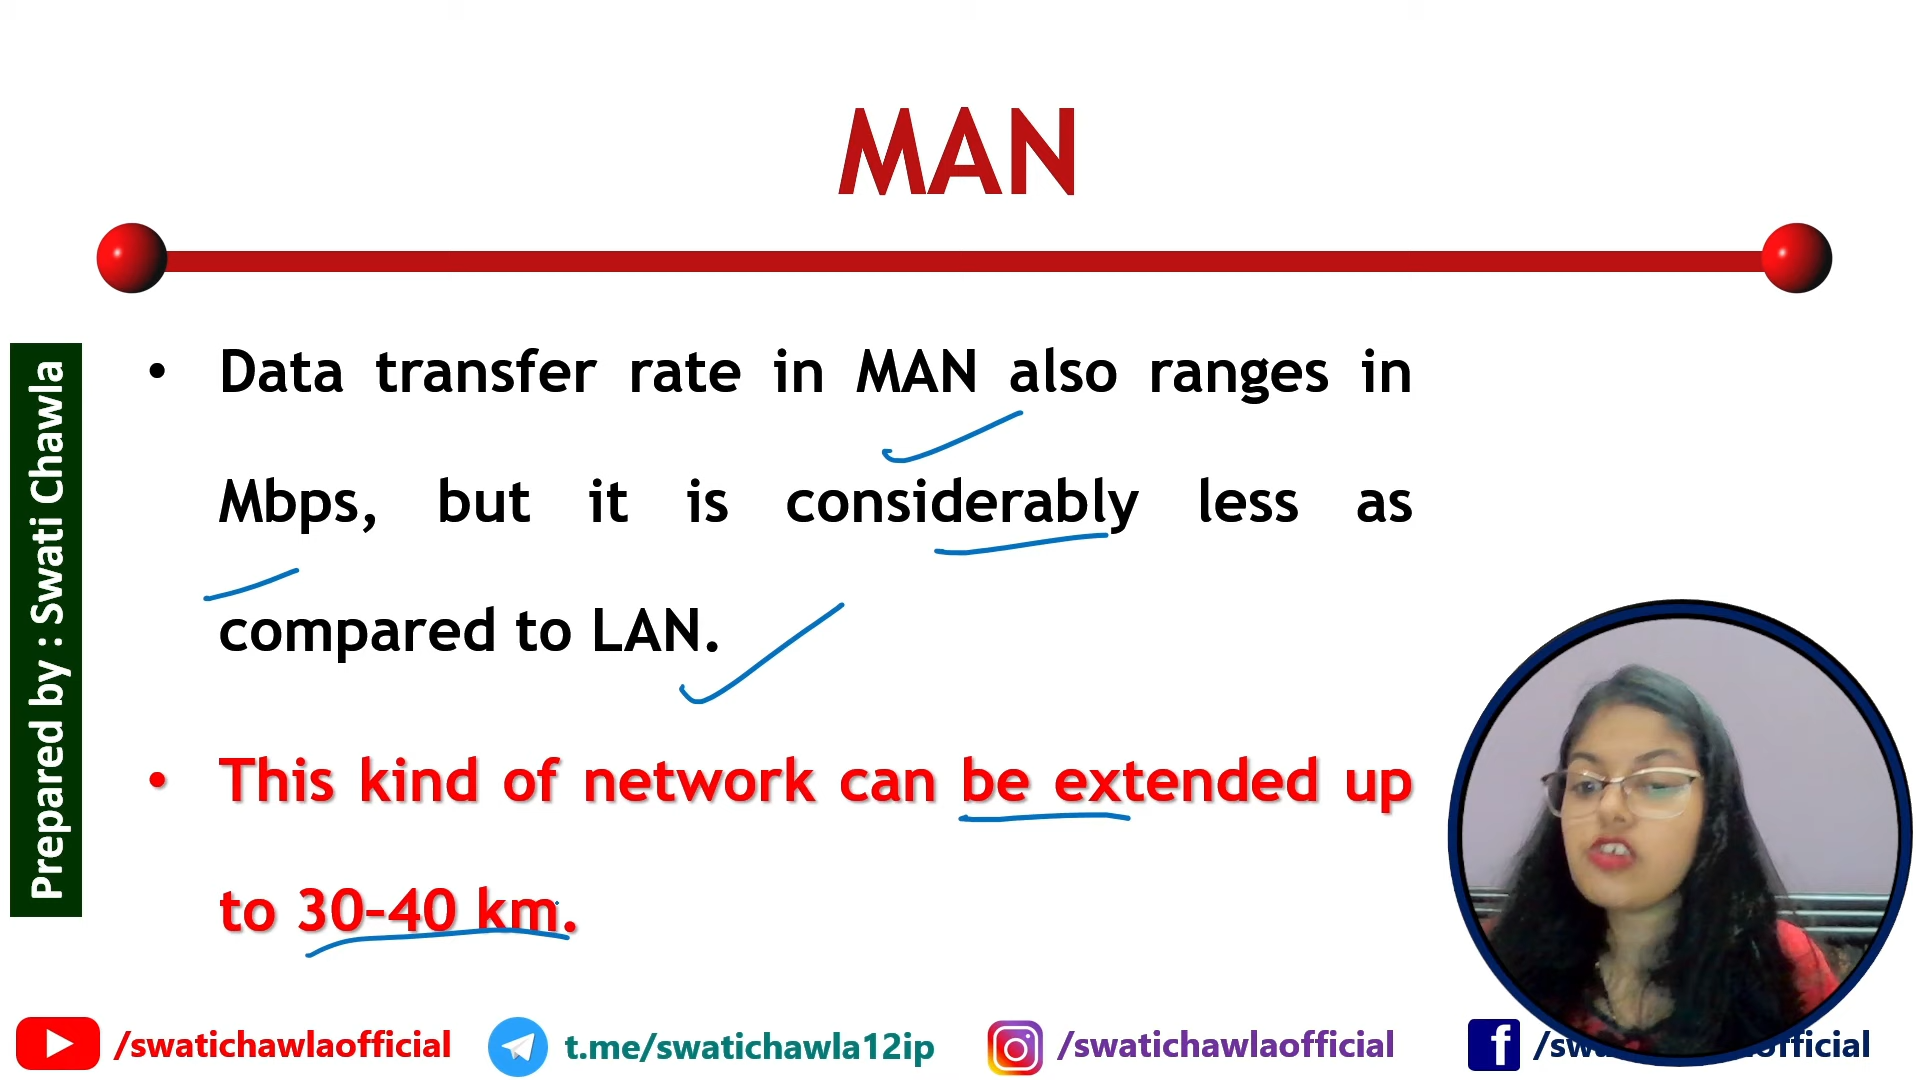 MAN
Prepared by : Swati Chawla
• Data transfer rate in MAN also ranges in
Mbps, but it is considerably less as
compared to LAN.
• This kind of network can be extended up
to 30-40 km.
/swatichawlaofficial
t.me/swatichawla12ip
/swatichawlaofficial